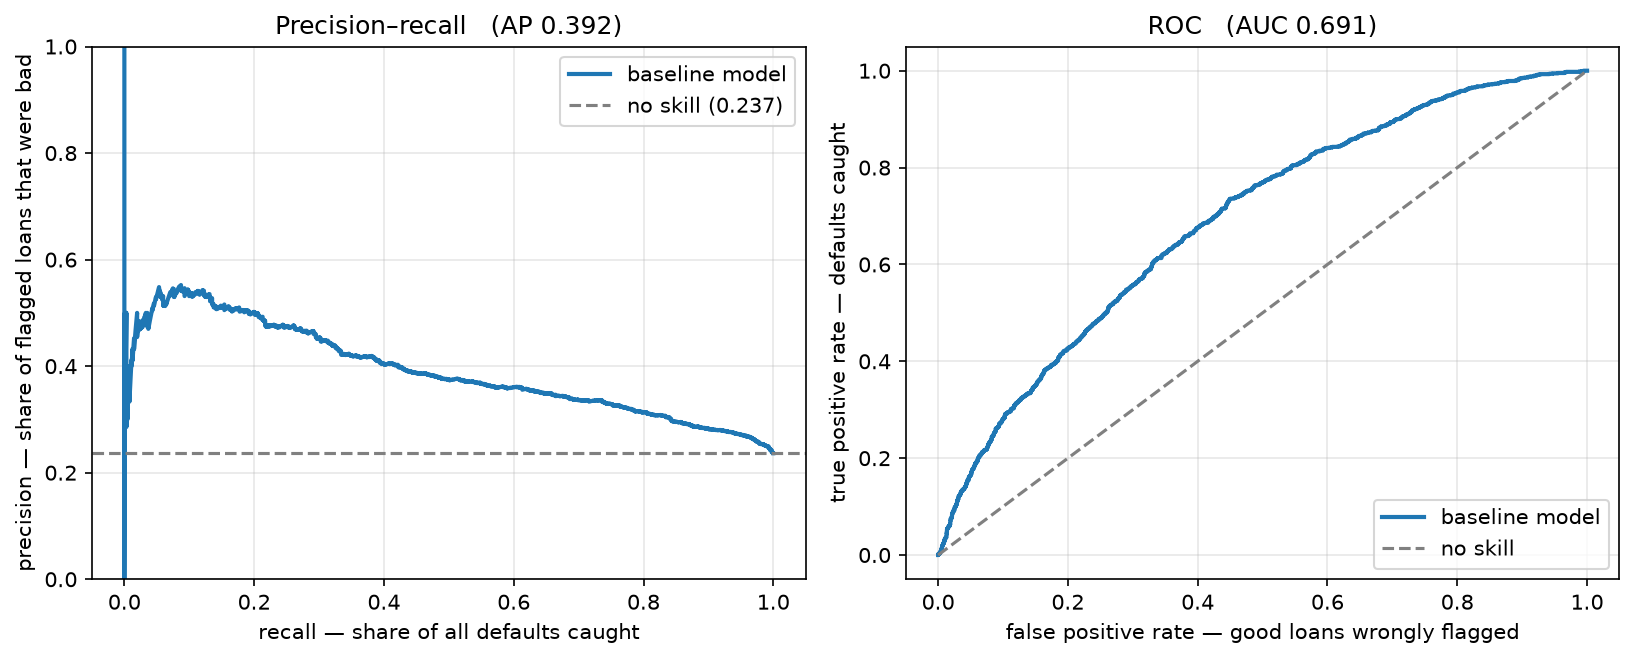 Precision–recall (AP 0.392)
precision — share of flagged loans that were bad
1.0
0.8
0.6
0.4
0.2
0.0
baseline model
no skill (0.237)
0.0 0.2 0.4 0.6 0.8 1.0
recall — share of all defaults caught
ROC (AUC 0.691)
true positive rate — defaults caught
1.0
0.8
0.6
0.4
0.2
0.0
baseline model
no skill
0.0 0.2 0.4 0.6 0.8 1.0
false positive rate — good loans wrongly flagged